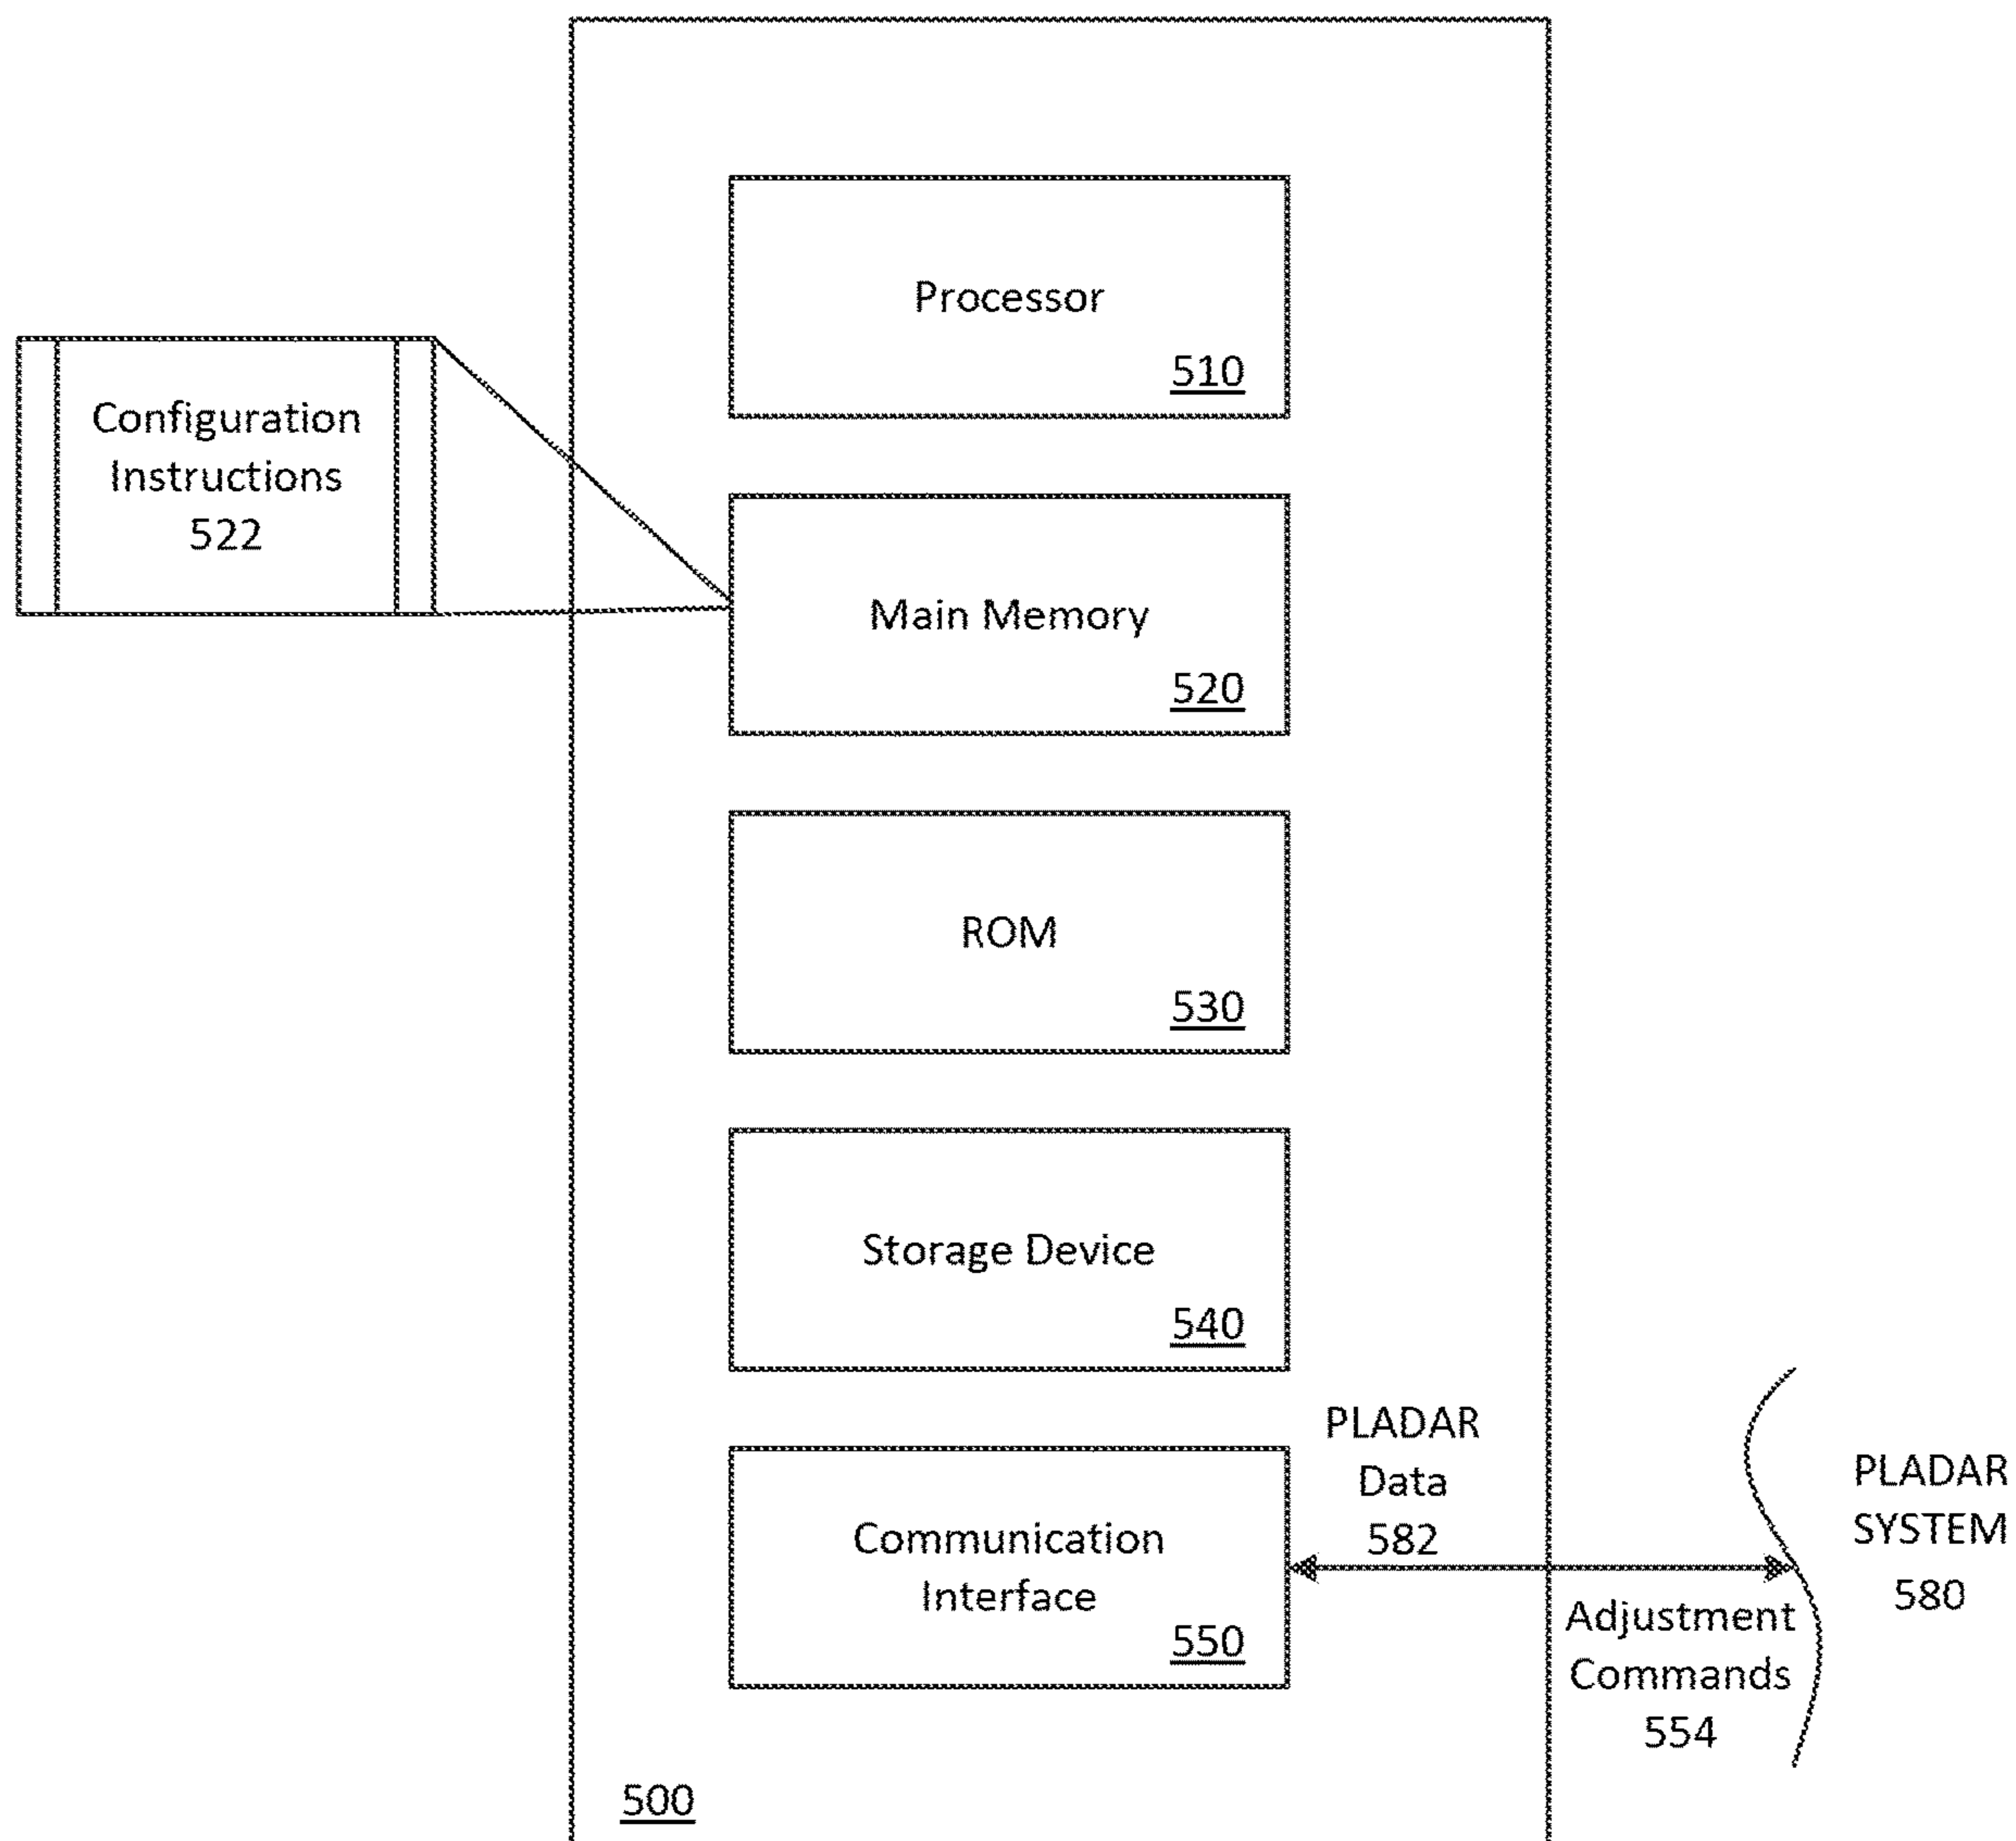 Processor
510
Configuration
Instructions
522
Main Memory
520
ROM
530
Storage Device
540
PLADAR
Data
582
Communication
Interface
550
PLADAR
SYSTEM
580
Adjustment
Commands
554
500